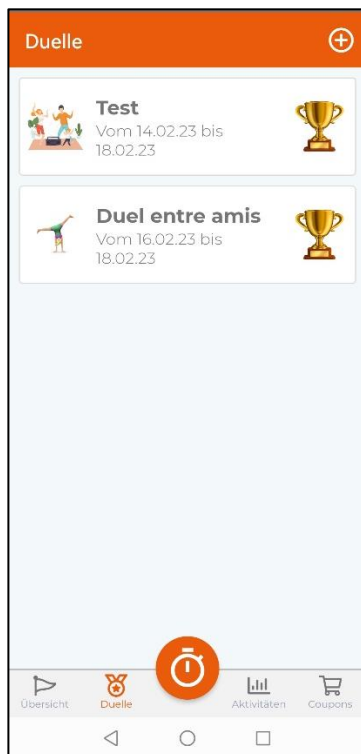 Duelle
Test
Vom 14.02.23 bis
18.02.23
Duel entre amis
Vom 16.02.23 bis
18.02.23
Übersicht
Duelle
Aktivitäten
Coupons